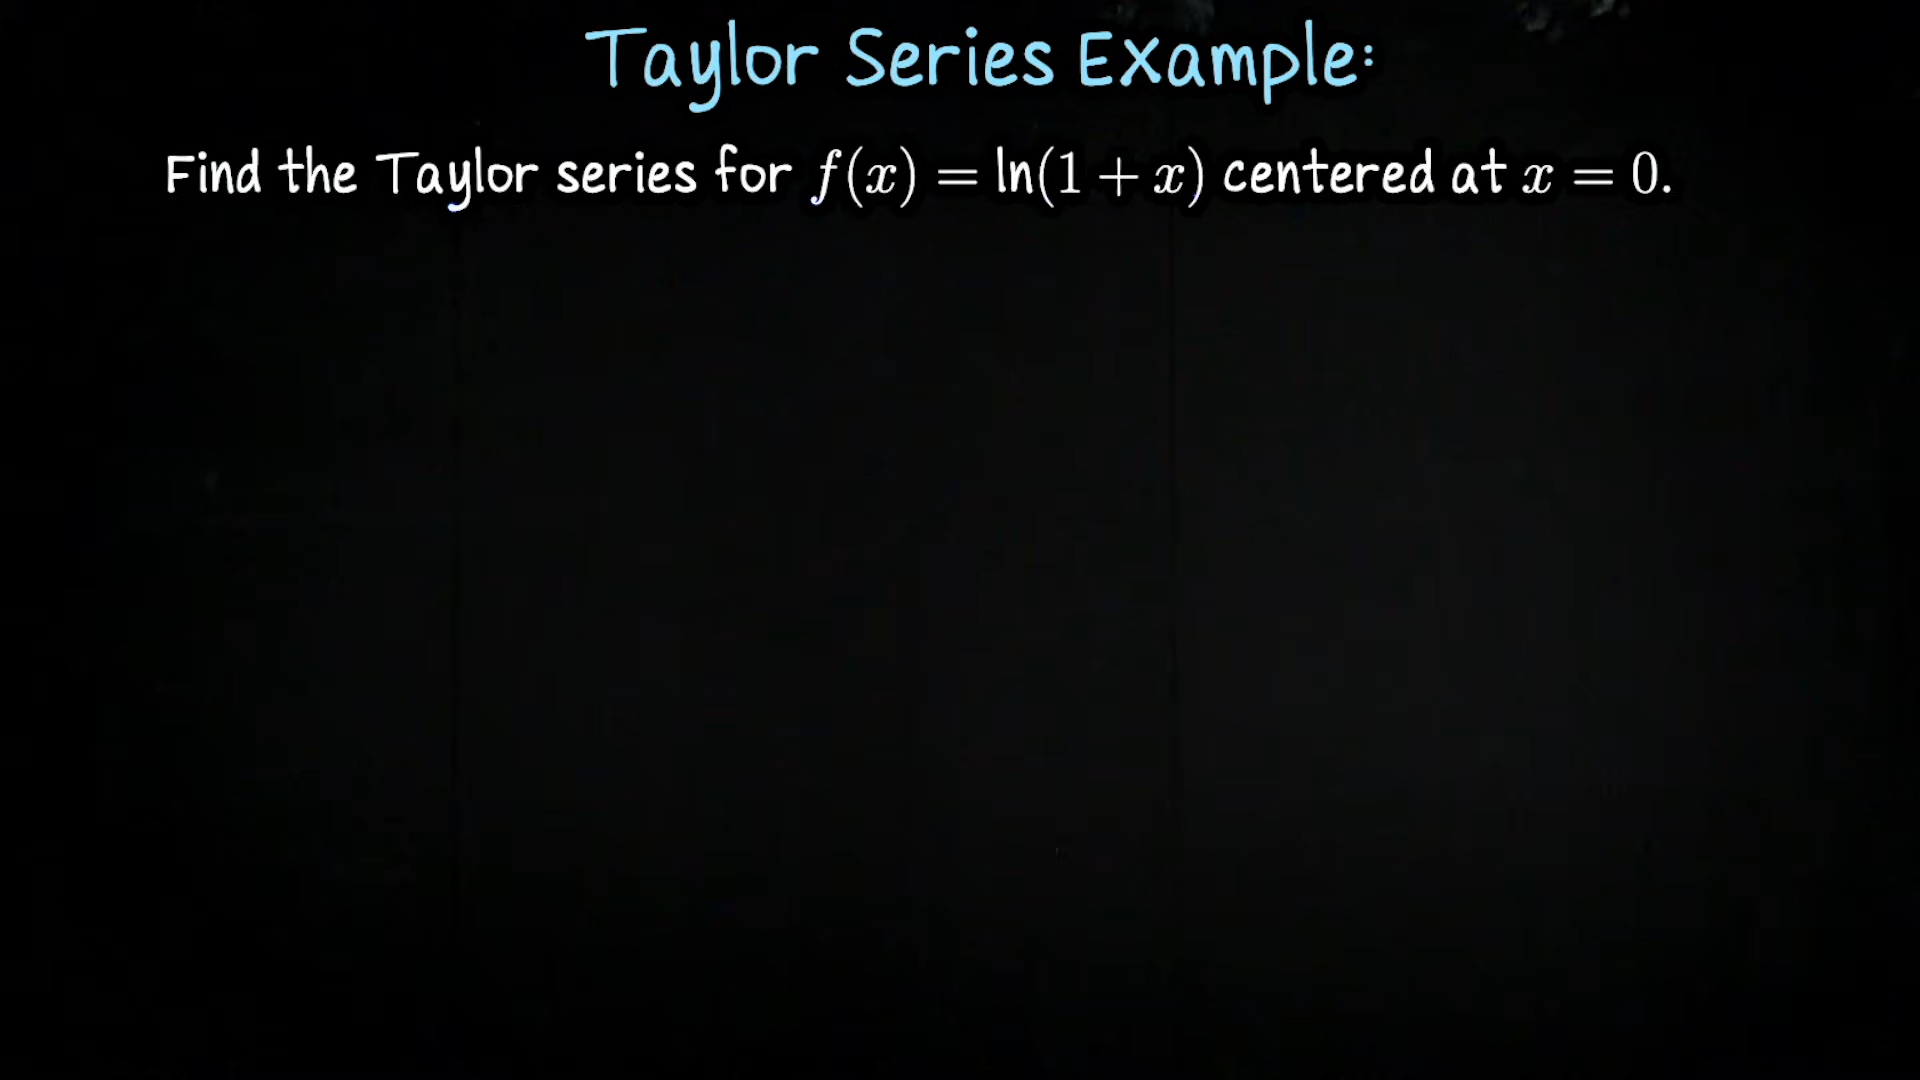 Taylor Series Example:
Find the Taylor series for f(x) = ln(1 + x) centered at x = 0.